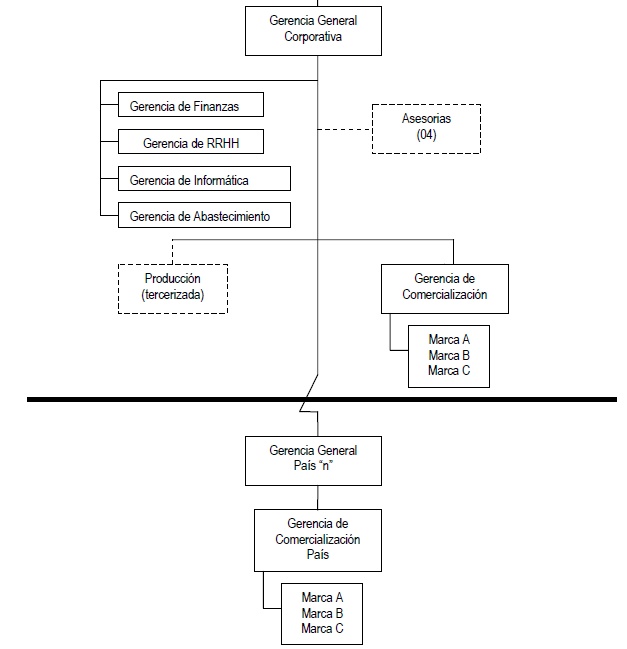 Gerencia General
Corporativa
Gerencia de Finanzas
Gerencia de RRHH
Gerencia de Informática
Gerencia de Abastecimiento
Asesorias
(04)
Producción
(tercerizada)
Gerencia de
Comercialización
Marca A
Marca B
Marca C
Gerencia General
País “n”
Gerencia de
Comercialización
País
Marca A
Marca B
Marca C